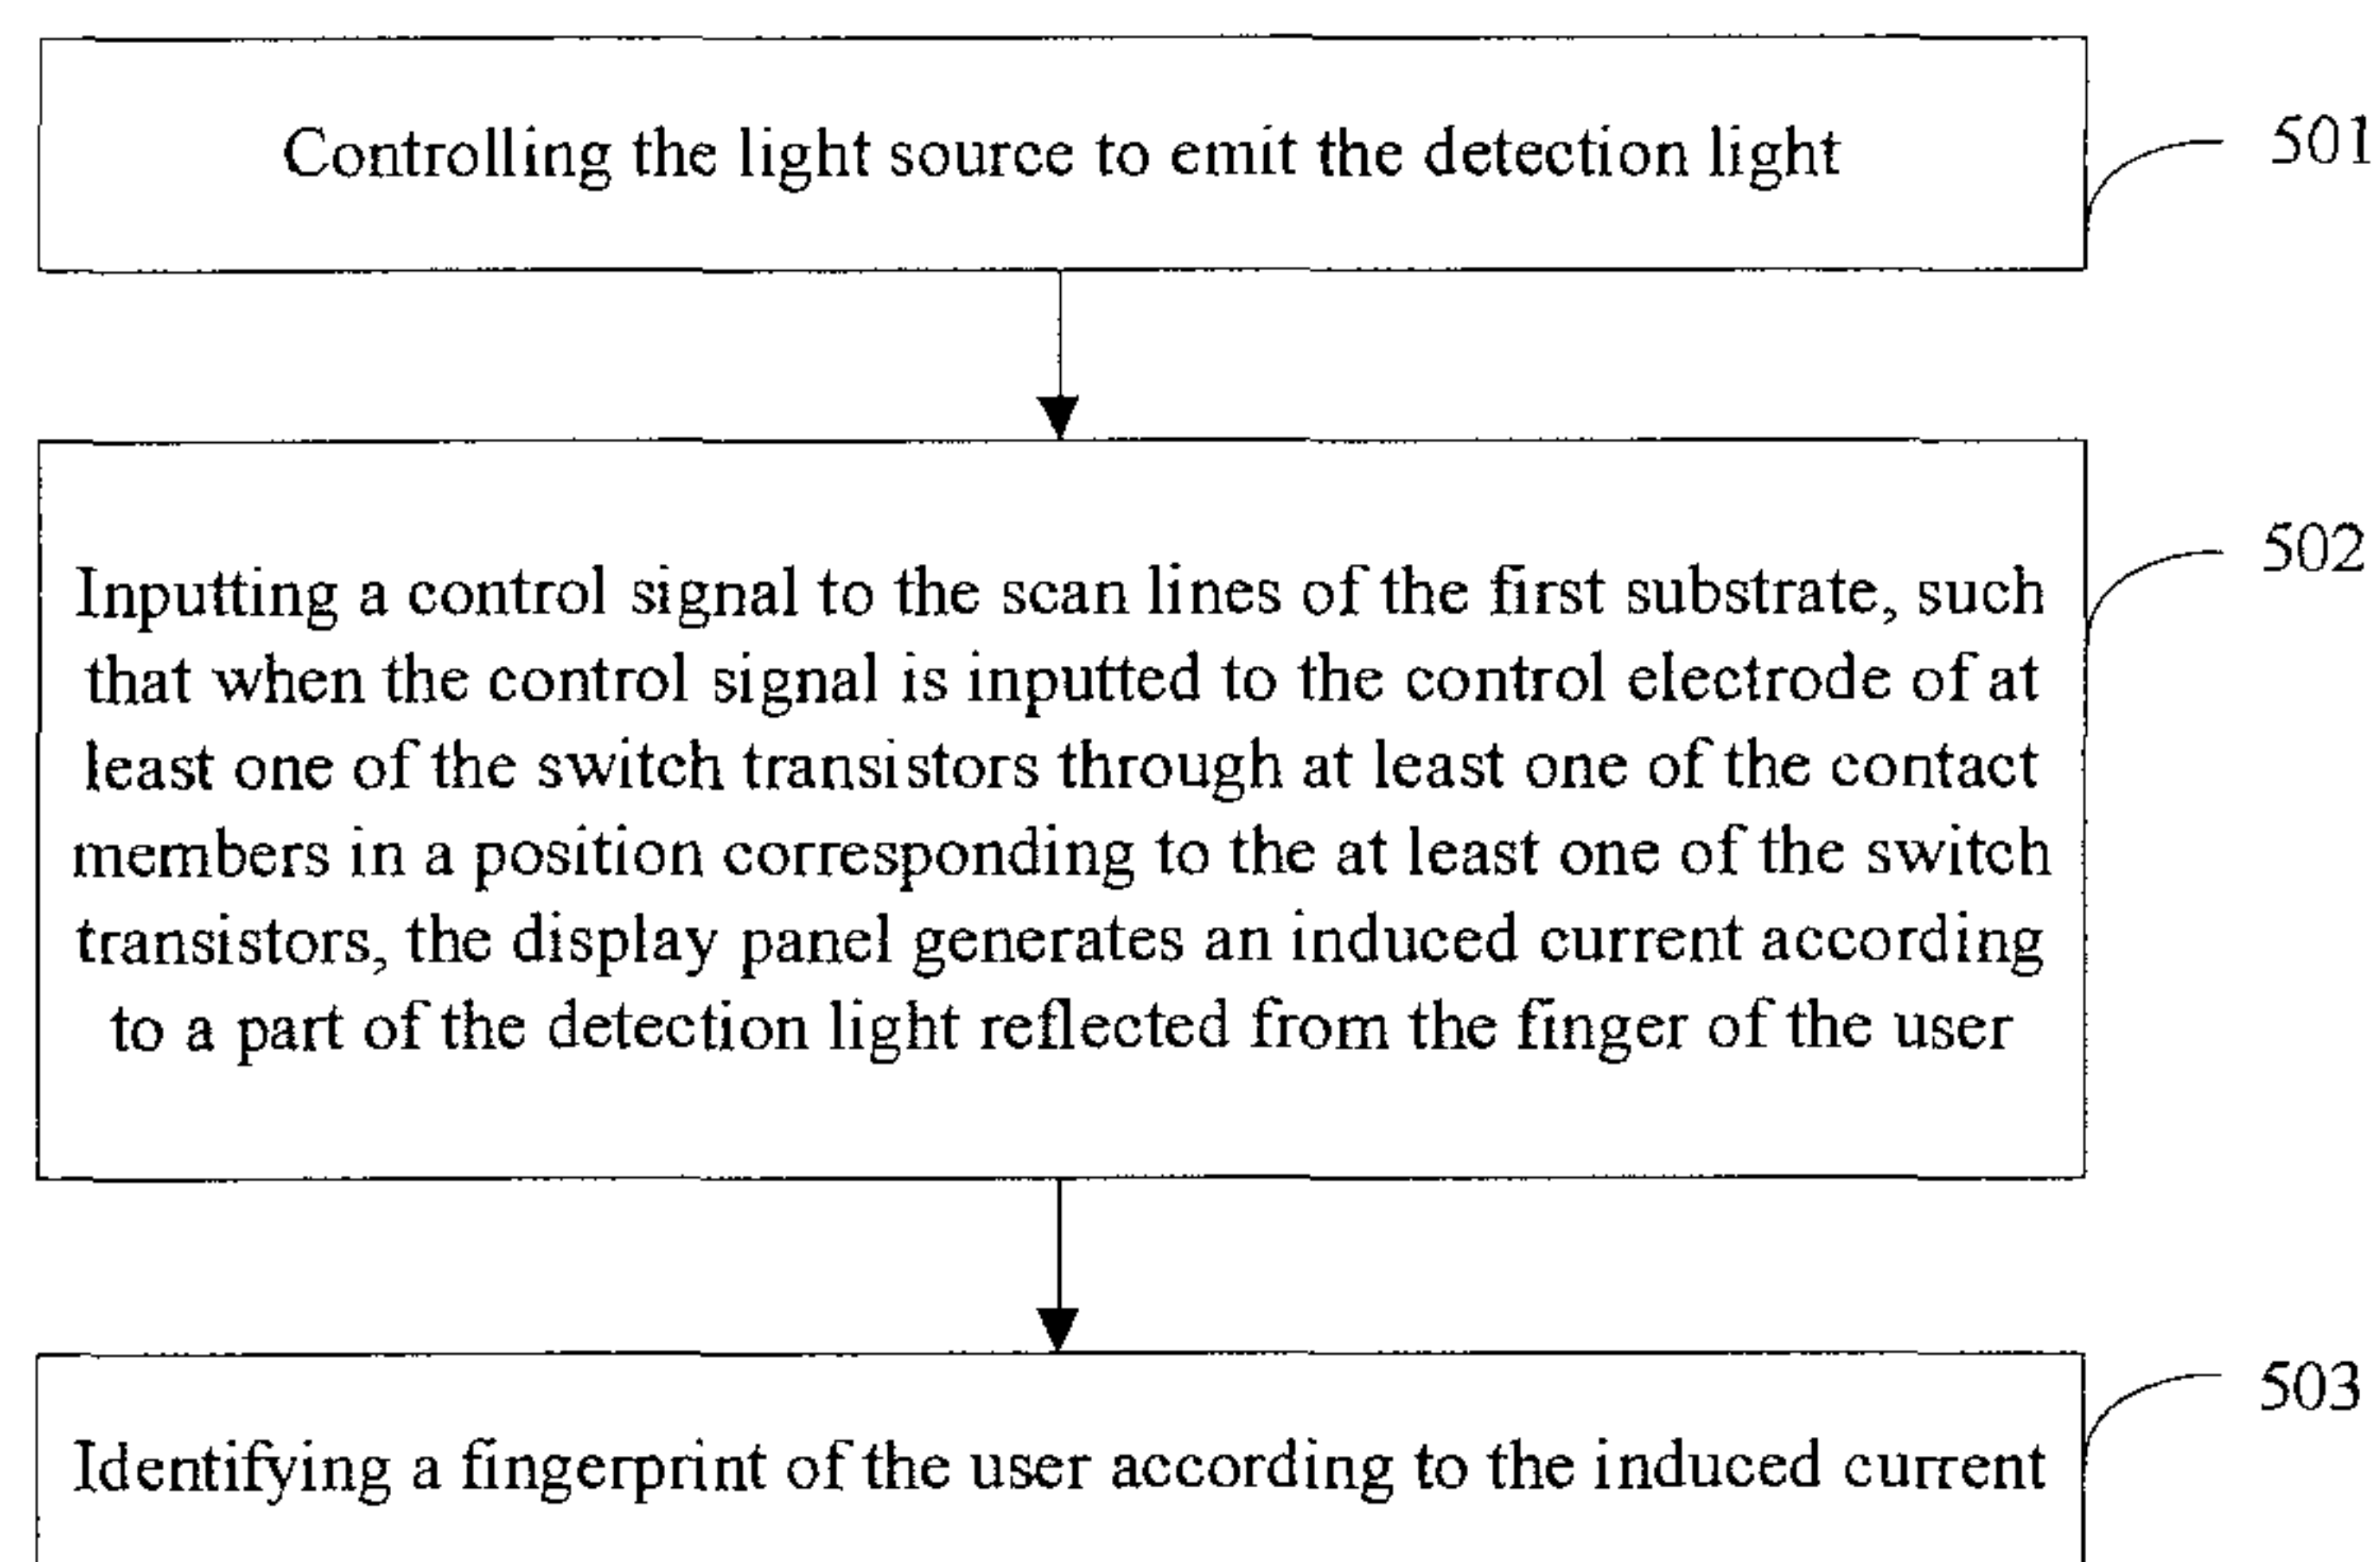 Controlling the light source to emit the detection light
501
Inputting a control signal to the scan lines of the first substrate, such
that when the control signal is inputted to the control electrode of at
least one of the switch transistors through at least one of the contact
members in a position corresponding to the at least one of the switch
transistors, the display panel generates an induced current according
to a part of the detection light reflected from the finger of the user
502
Identifying a fingerprint of the user according to the induced current
503